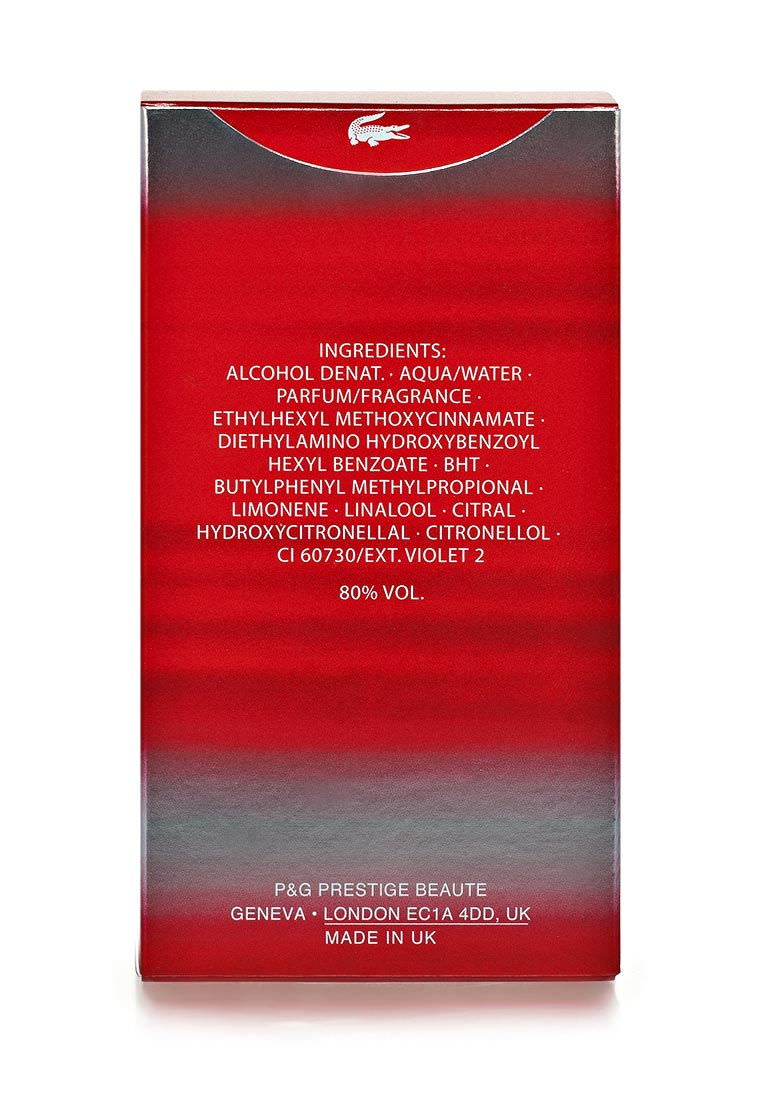 INGREDIENTS:
ALCOHOL DENAT. · AQUA/WATER ·
PARFUM/FRAGRANCE ·
ETHYLHEXYL METHOXYCINNAMATE ·
DIETHYLAMINO HYDROXYBENZOYL
HEXYL BENZOATE · BHT ·
BUTYLPHENYL METHYLPROPIONAL ·
LIMONENE · LINALOOL · CITRAL ·
HYDROXYCITRONELLAL · CITRONELLOL ·
CI 60730/EXT. VIOLET 2
80% VOL.
P&G PRESTIGE BEAUTE
GENEVA • LONDON EC1A 4DD, UK
MADE IN UK